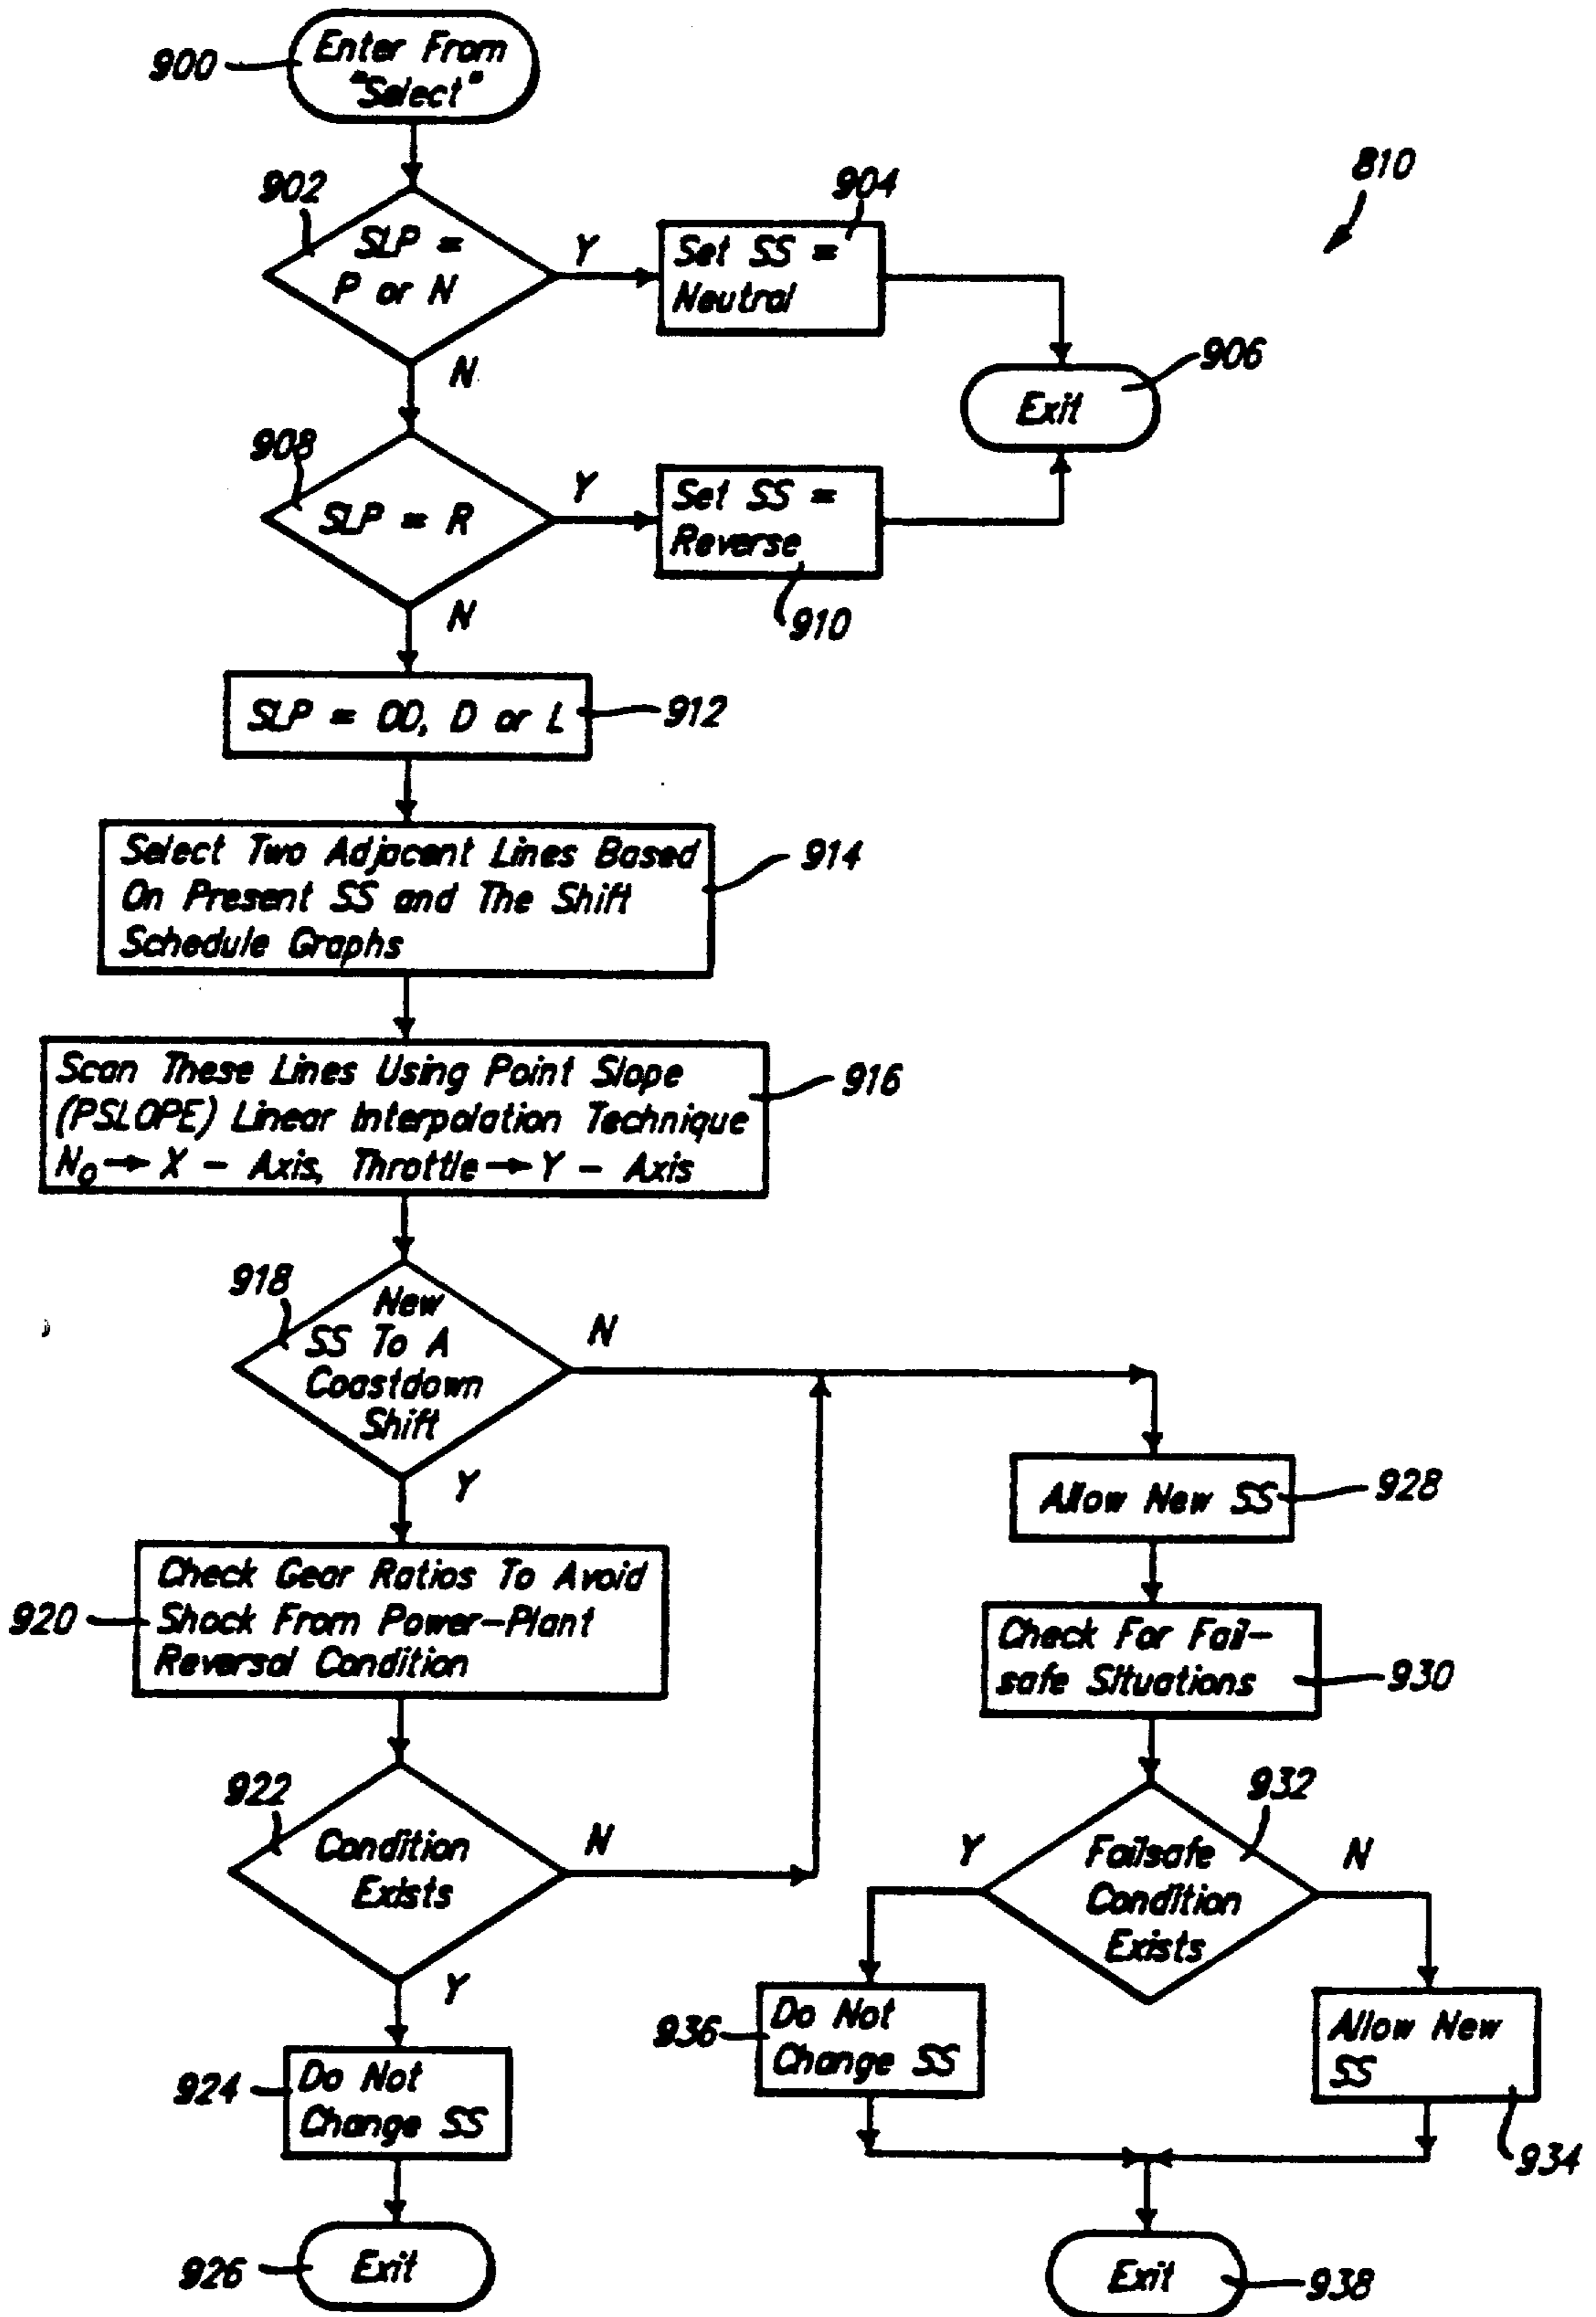 900
Enter From
"Select"
810
902
SLP =
P or N
Y
N
904
Set SS =
Neutral
906
Exit
908
SLP = R
Y
N
Set SS =
Reverse
910
SLP = OD, D or L
912
Select Two Adjacent Lines Based
On Present SS and The Shift
Schedule Graphs
914
Scan These Lines Using Point Slope
(PSLOPE) Linear Interpolation Technique
No → X - Axis, Throttle → Y - Axis
916
918
New
SS To A
Coastdown
Shift
N
Y
920
Check Gear Ratios To Avoid
Shock From Power-Plant
Reversal Condition
922
Condition
Exists
N
Y
924
Do Not
Change SS
926
Exit
Allow New SS
928
Check For Fail-
safe Situations
930
932
Failsafe
Condition
Exists
Y
N
936
Do Not
Change SS
Allow New
SS
934
Exit
938